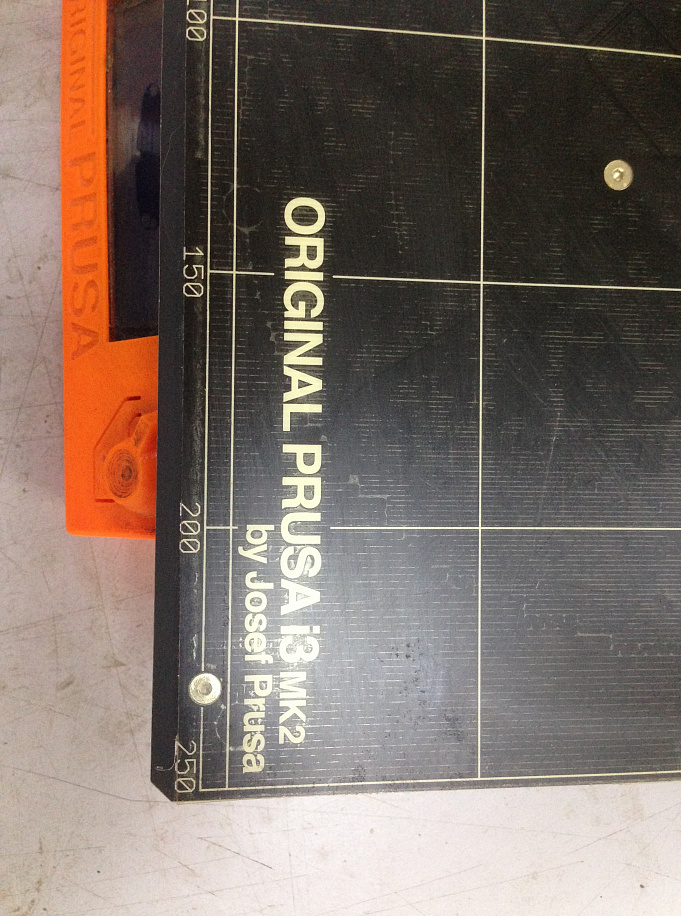 ORIGINAL PRUSA i3 MK2
by Josef Prusa
100
150
200
250
ORIGINAL PRUSA